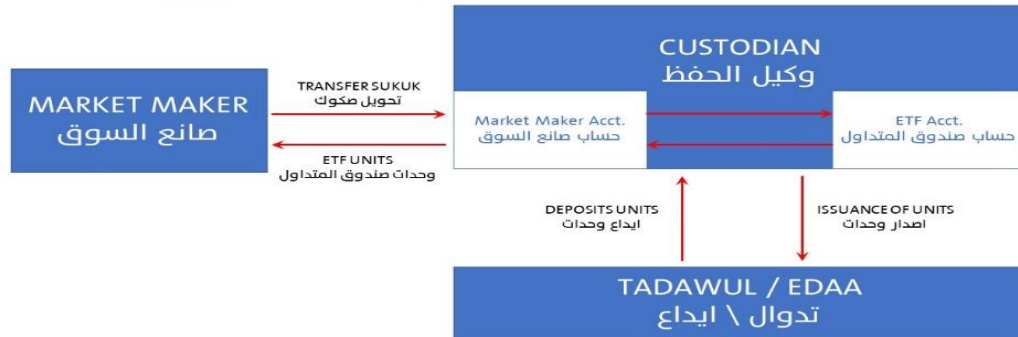 CUSTODIAN
وكيل الحفظ
MARKET MAKER
صانع السوق
TRANSFER SUKUK
تحويل صكوك
ETF UNITS
وحدات صندوق المتداول
Market Maker Acct.
حساب صانع السوق
ETF Acct.
حساب صندوق المتداول
DEPOSITS UNITS
ايداع وحدات
ISSUANCE OF UNITS
اصدار وحدات
TADAWUL / EDAA
تدوال \ ايداع